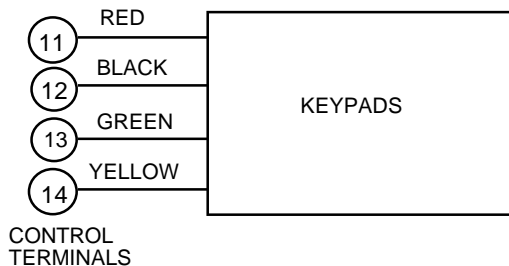 11
RED
12
BLACK
13
GREEN
14
YELLOW
KEYPADS
CONTROL
TERMINALS